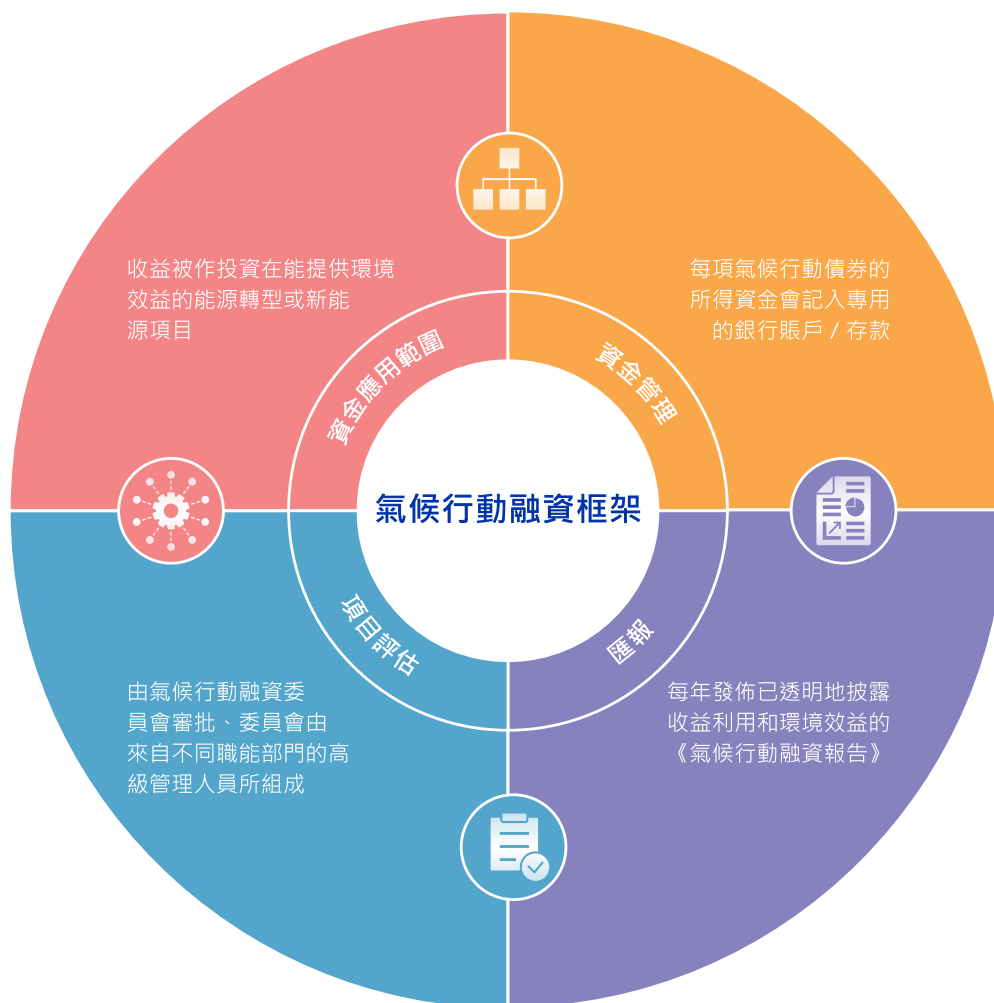 收益被作投資在能提供環境
效益的能源轉型或新能
源項目
資金應用範圍
每項氣候行動債券的
所得資金會記入專用
的銀行賬戶 / 存款
資金管理
氣候行動融資框架
項目評估
由氣候行動融資委
員會審批、委員會由
來自不同職能部門的高
級管理人員所組成
匯報
每年發佈已透明地披露
收益利用和環境效益的
《氣候行動融資報告》